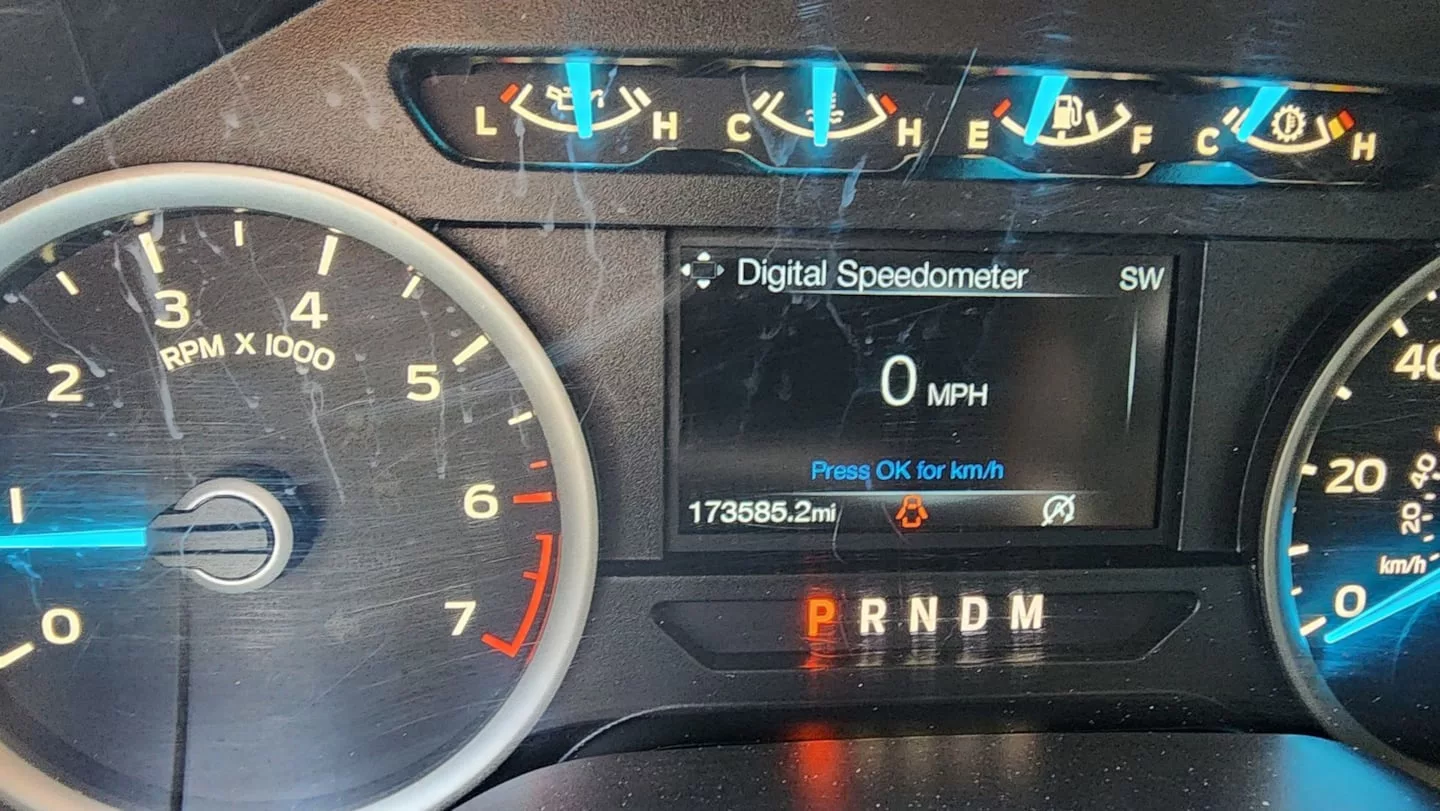 L H C H E F C H
Digital Speedometer SW
0 MPH
Press OK for km/h
173585.2mi
P R N D M
0 1 2 3 4 5 6 7
RPM X 1000
0 20 40
20 40
km/h